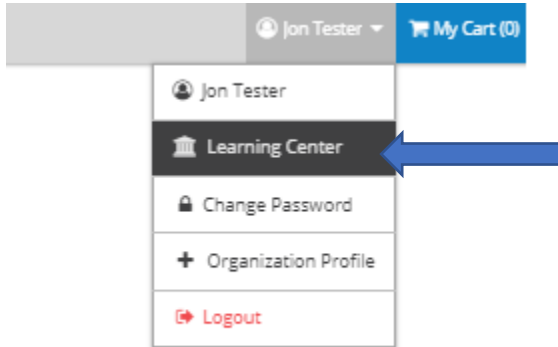 Jon Tester My Cart (0)
Jon Tester
Learning Center
Change Password
Organization Profile
Logout